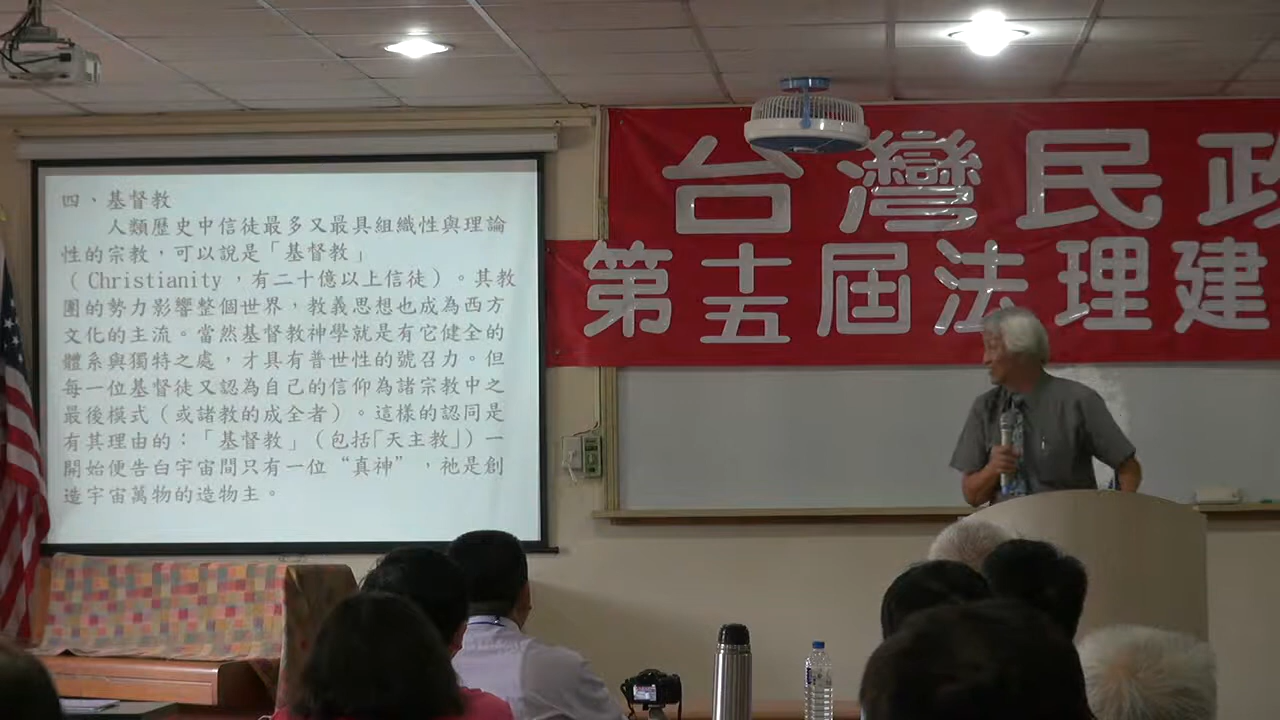 四、基督教
人類歷史中信徒最多又最具組織性與理論
性的宗教，可以說是「基督教」
（Christianity，有二十億以上信徒）。其教
團的勢力影響整個世界，教義思想也成為西方
文化的主流。當然基督教神學就是有它健全的
體系與獨特之處，才具有普世性的號召力。但
每一位基督徒又認為自己的信仰為諸宗教中之
最後模式（或諸教的成全者）。這樣的認同是
有其理由的：「基督教」（包括「天主教」）一
開始便告白宇宙間只有一位“真神”，祂是創
造宇宙萬物的造物主。
台灣民政
第十五屆法理建